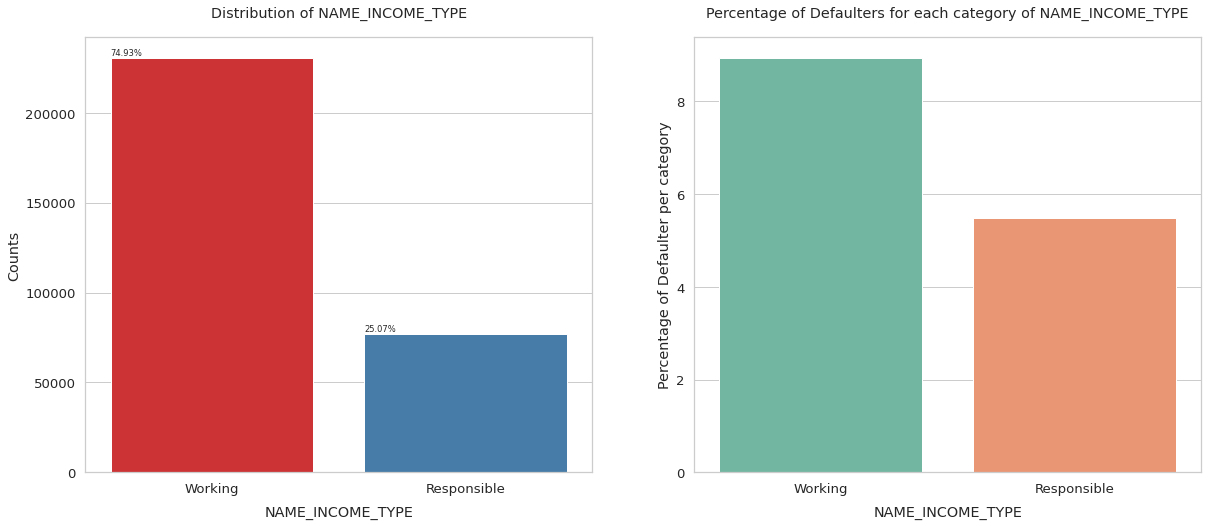 Distribution of NAME_INCOME_TYPE
Counts
200000
150000
100000
50000
0
74.93%
25.07%
Working
Responsible
NAME_INCOME_TYPE
Percentage of Defaulters for each category of NAME_INCOME_TYPE
Percentage of Defaulter per category
8
6
4
2
0
Working
Responsible
NAME_INCOME_TYPE